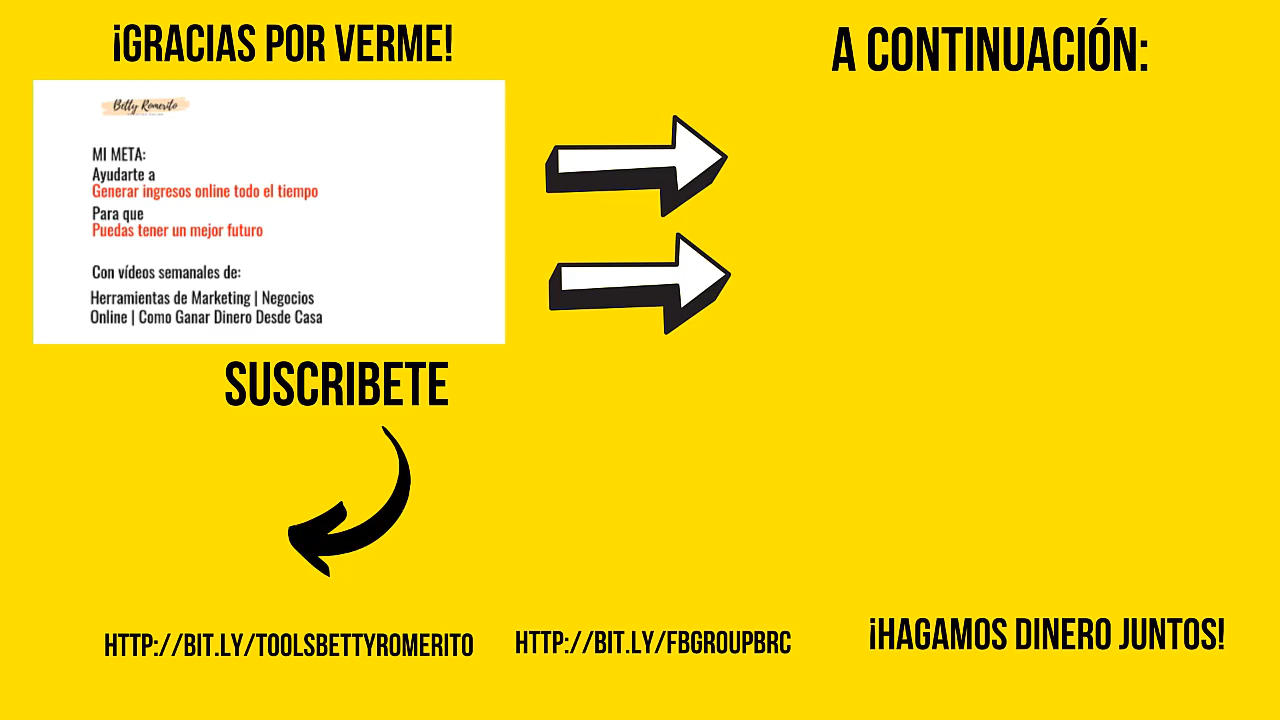 ¡GRACIAS POR VERME!
A CONTINUACIÓN:
Betty Romerito
MI META:
Ayudarte a
Generar ingresos online todo el tiempo
Para que
Puedas tener un mejor futuro
Con vídeos semanales de:
Herramientas de Marketing | Negocios
Online | Como Ganar Dinero Desde Casa
SUSCRIBETE
HTTP://BIT.LY/TOOLSBETTYROMERITO
HTTP://BIT.LY/FBGROUPBRC
¡HAGAMOS DINERO JUNTOS!